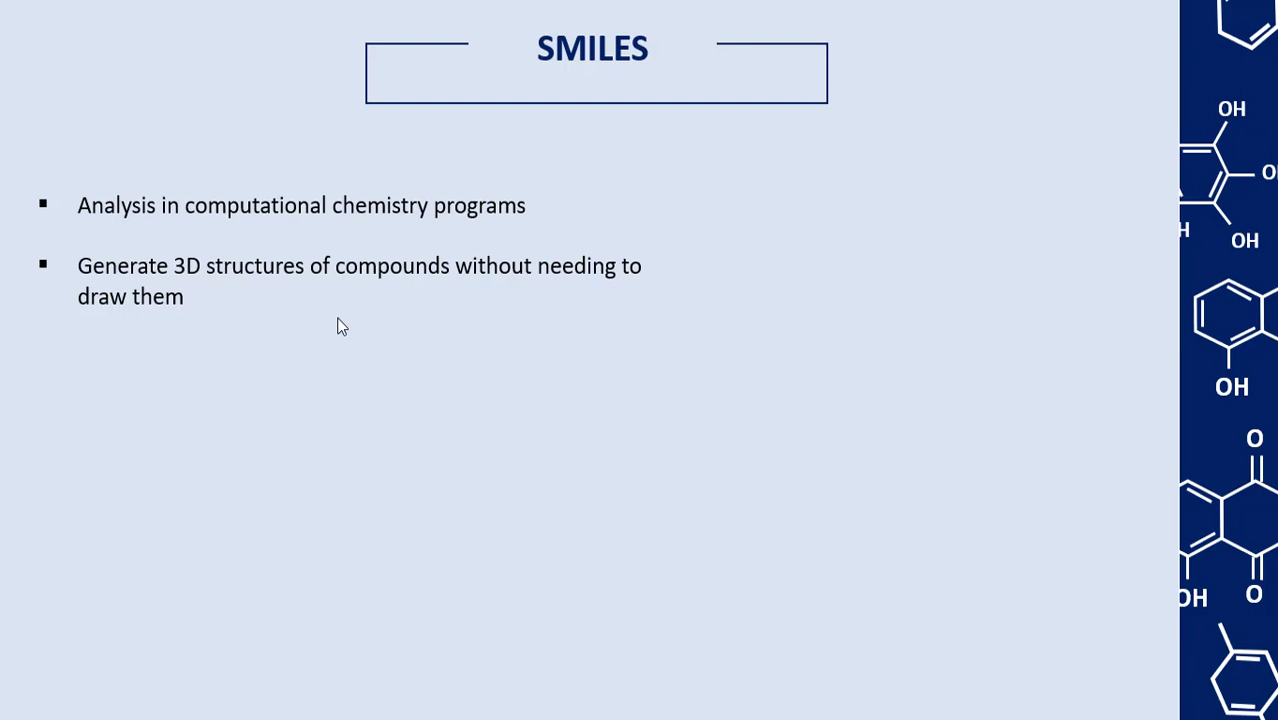 SMILES
▪ Analysis in computational chemistry programs
▪ Generate 3D structures of compounds without needing to
draw them
OH
OH
H
OH
O
O
OH